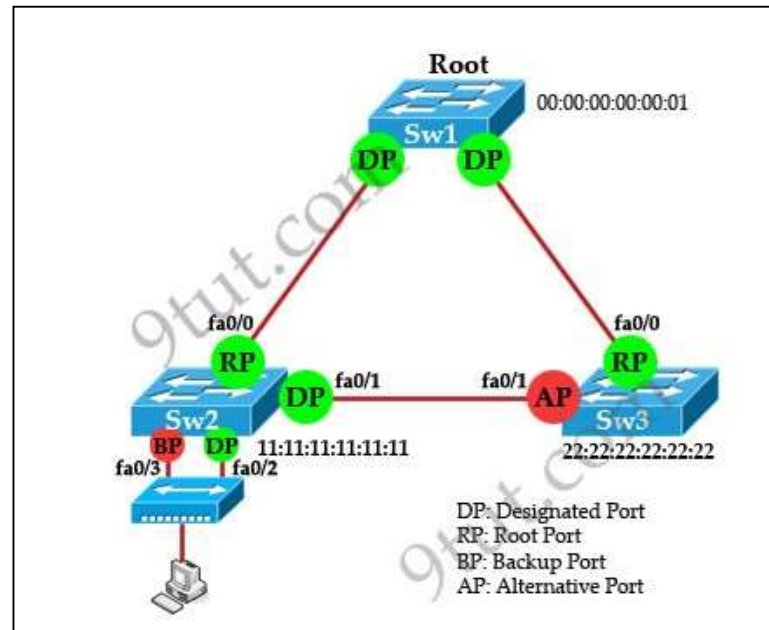 Root
00:00:00:00:00:01
Sw1
DP
DP
9tut.com
fa0/0
fa0/0
RP
RP
DP
fa0/1
fa0/1
AP
Sw2
Sw3
BP
DP
11:11:11:11:11:11
22:22:22:22:22:22
fa0/3
fa0/2
DP: Designated Port
RP: Root Port
BP: Backup Port
AP: Alternative Port
9tut.com